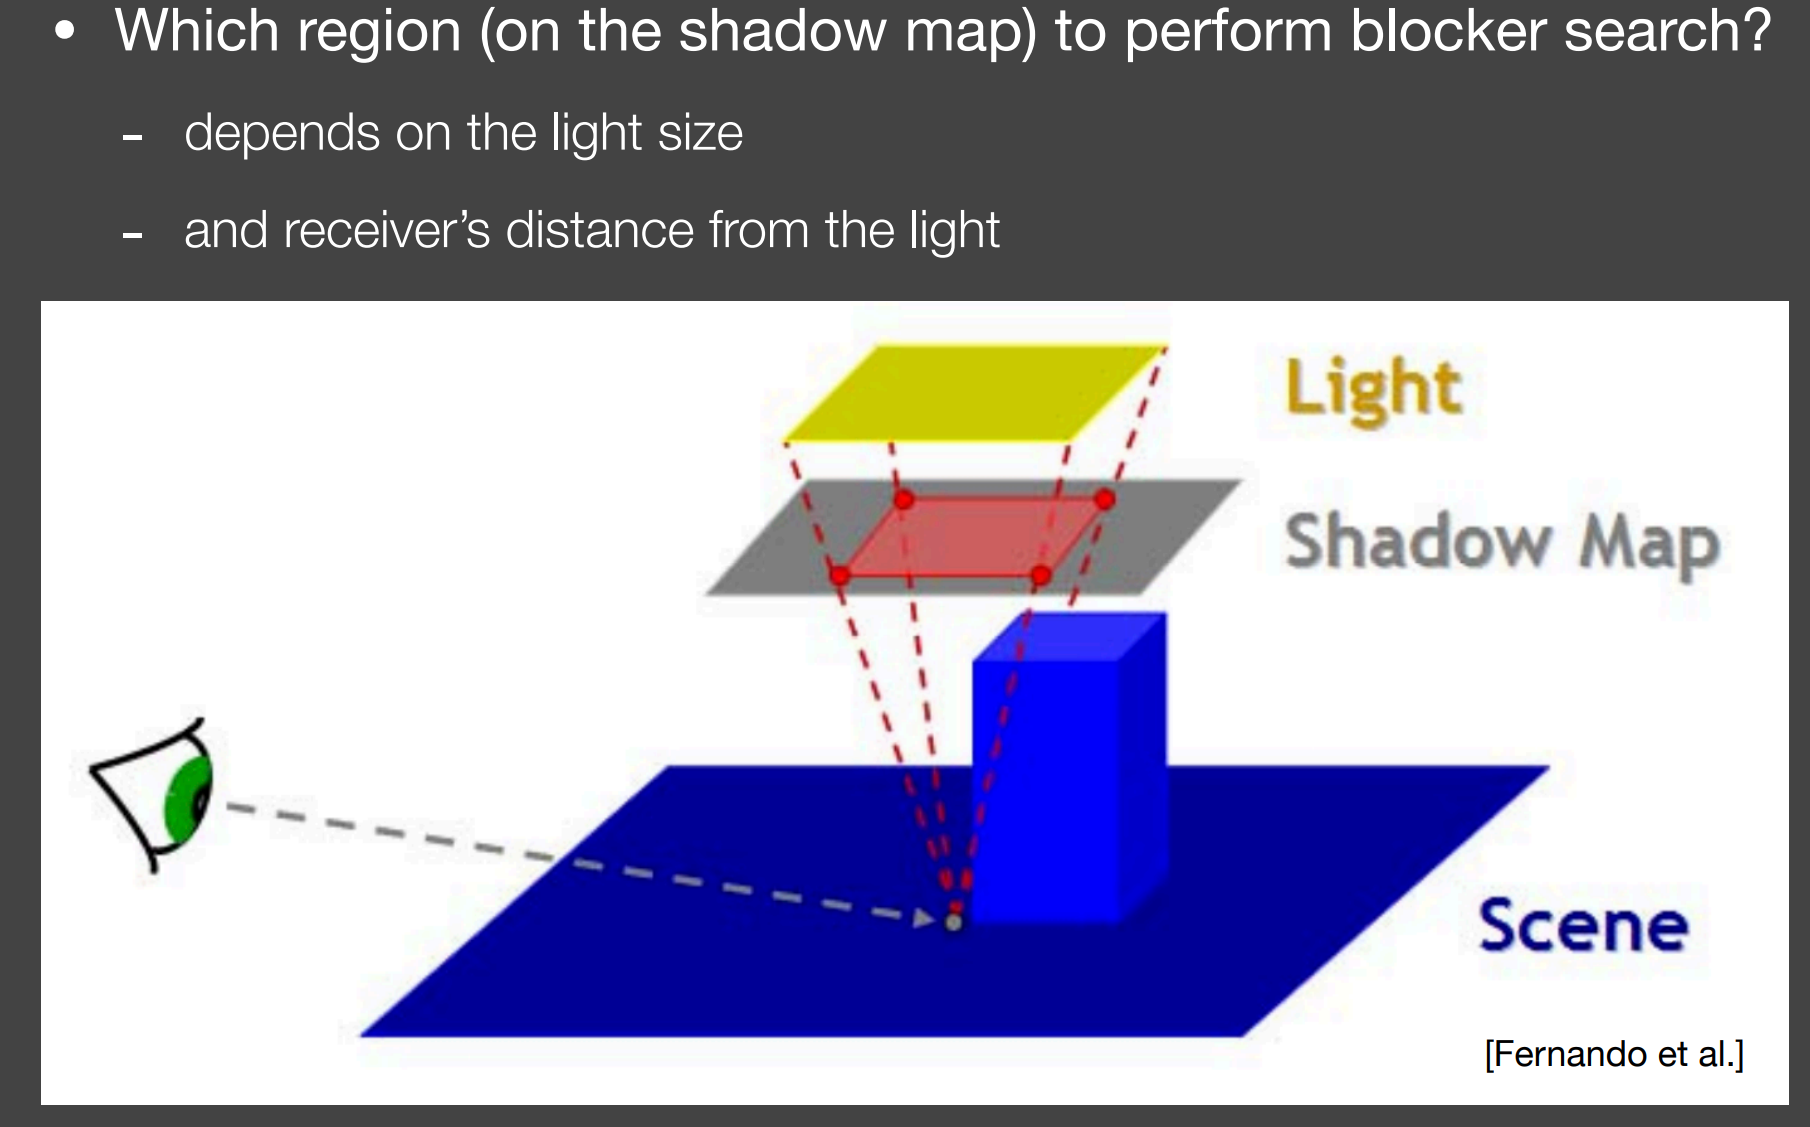 • Which region (on the shadow map) to perform blocker search?
- depends on the light size
- and receiver’s distance from the light
Light
Shadow Map
Scene
[Fernando et al.]